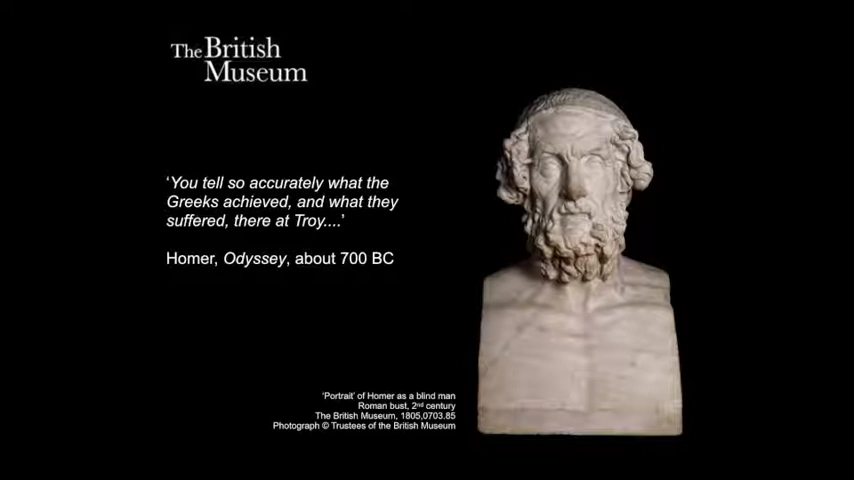 The British
Museum
‘You tell so accurately what the
Greeks achieved, and what they
suffered, there at Troy....’
Homer, Odyssey, about 700 BC
‘Portrait’ of Homer as a blind man
Roman bust, 2nd century
The British Museum, 1805,0703.85
Photograph © Trustees of the British Museum